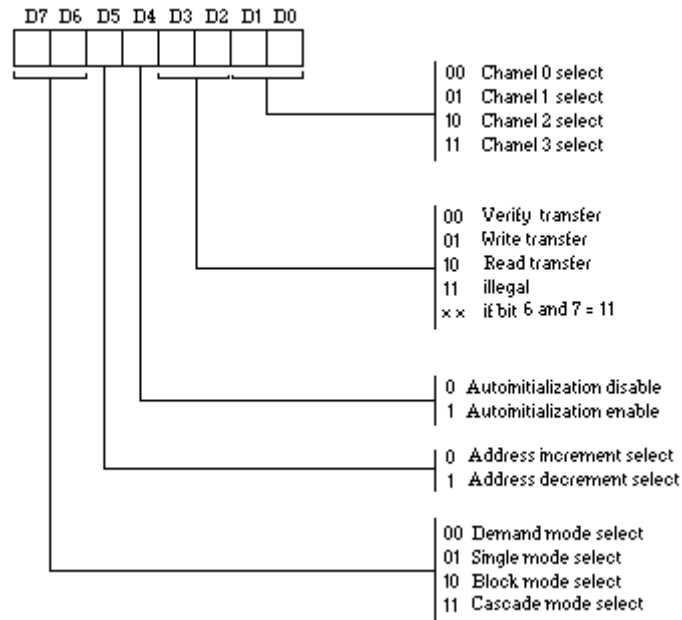 D7 D6 D5 D4 D3 D2 D1 D0
00 Chanel 0 select
01 Chanel 1 select
10 Chanel 2 select
11 Chanel 3 select
00 Verify transfer
01 Write transfer
10 Read transfer
11 illegal
x x if bit 6 and 7 = 11
0 Autoinitialization disable
1 Autoinitialization enable
0 Address increment select
1 Address decrement select
00 Demand mode select
01 Single mode select
10 Block mode select
11 Cascade mode select